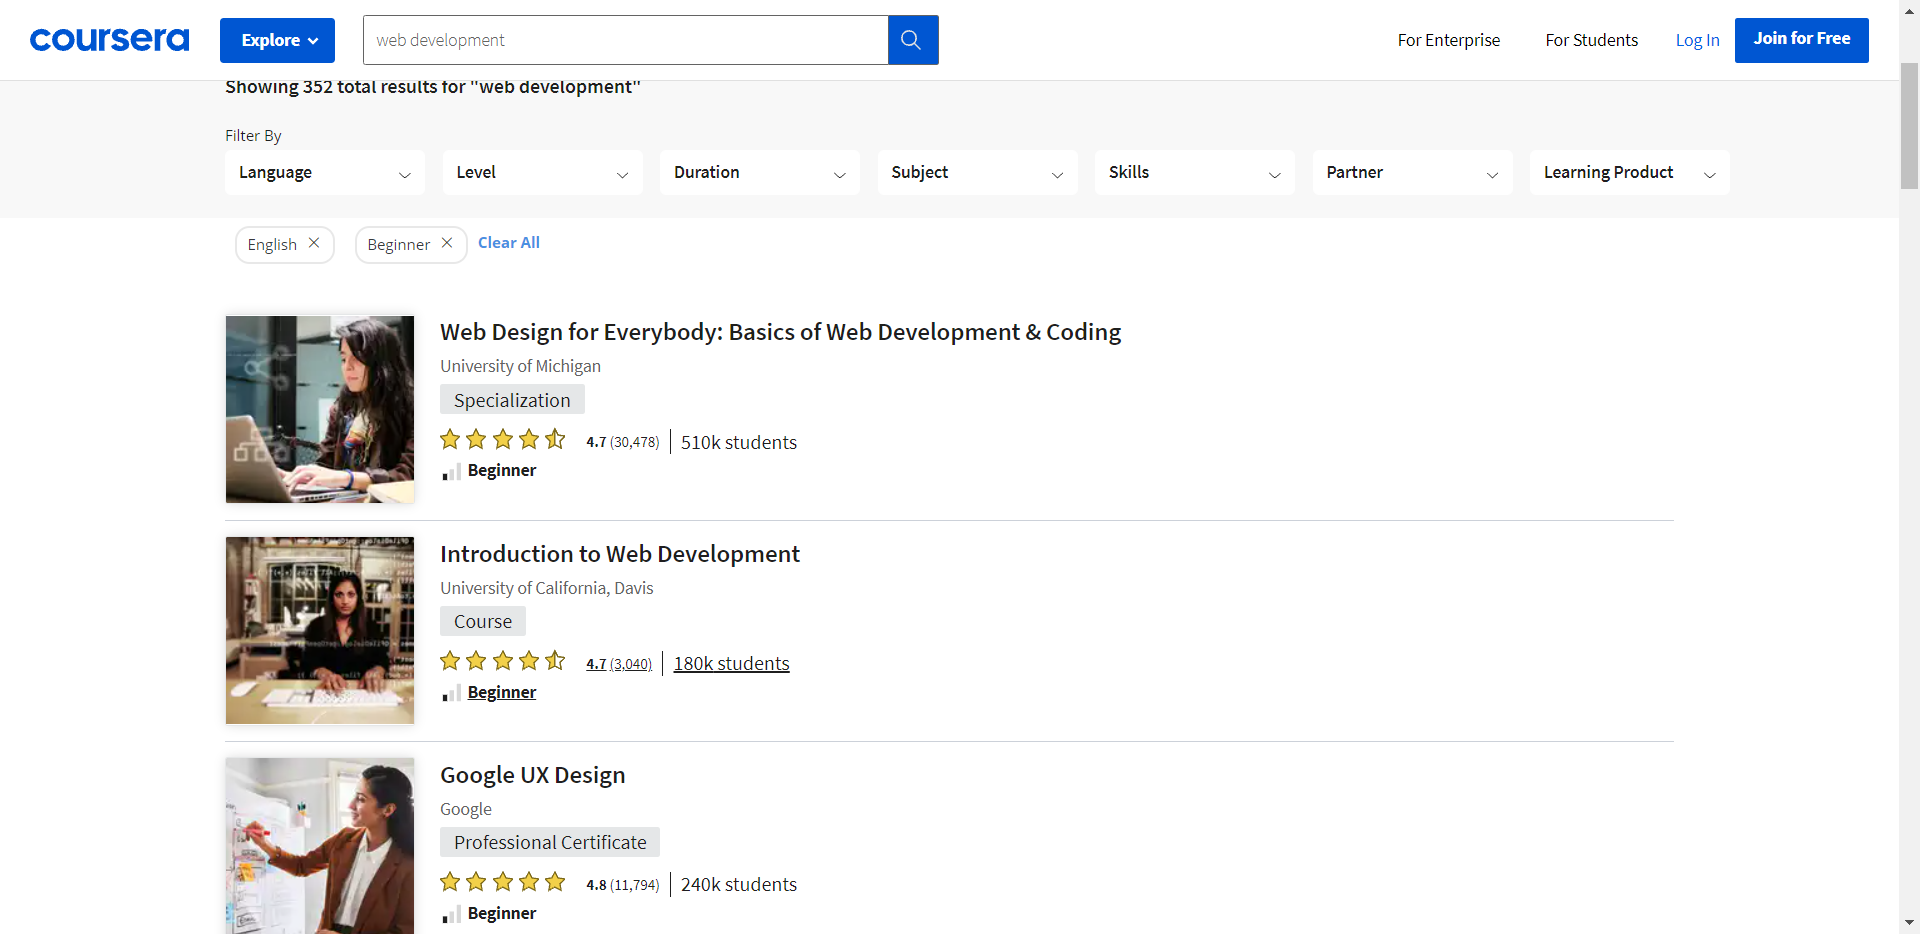 coursera
Explore
web development
For Enterprise
For Students
Log In
Join for Free
Showing 352 total results for "web development"
Filter By
Language
Level
Duration
Subject
Skills
Partner
Learning Product
English
Beginner
Clear All
Web Design for Everybody: Basics of Web Development & Coding
University of Michigan
Specialization
4.7 (30,478) 510k students
Beginner
Introduction to Web Development
University of California, Davis
Course
4.7 (3,040) 180k students
Beginner
Google UX Design
Google
Professional Certificate
4.8 (11,794) 240k students
Beginner